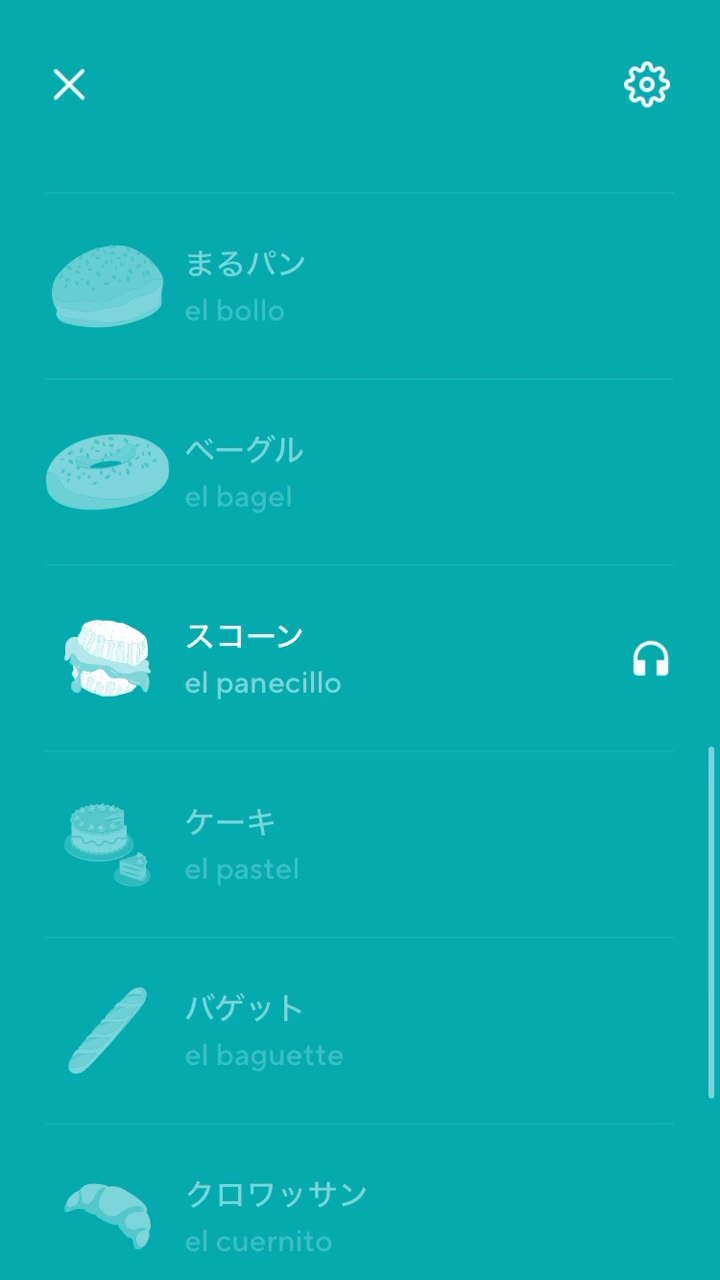 まるパン
el bollo
ベーグル
el bagel
スコーン
el panecillo
ケーキ
el pastel
バゲット
el baguette
クロワッサン
el cuernito